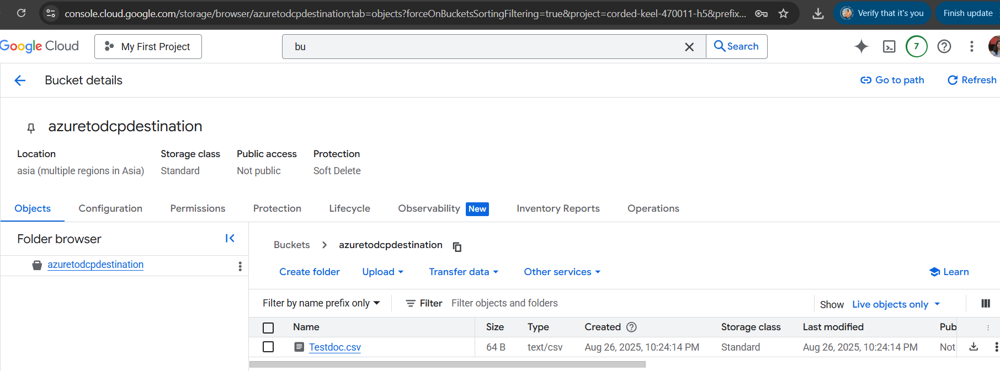 console.cloud.google.com/storage/browser/azuretodcpdestination;tab=objects?forceOnBucketsSortingFiltering=true&project=corded-keel-470011-h5&prefix...
Verify that it's you
Finish update
Google Cloud
My First Project
bu
Search
7
Bucket details
Go to path
Refresh
azuretodcpdestination
Location Storage class Public access Protection
asia (multiple regions in Asia) Standard Not public Soft Delete
Objects Configuration Permissions Protection Lifecycle Observability New Inventory Reports Operations
Folder browser
azuretodcpdestination
Buckets > azuretodcpdestination
Create folder Upload Transfer data Other services Learn
Filter by name prefix only Filter Filter objects and folders Show Live objects only
Name Size Type Created Storage class Last modified Pub
Testdoc.csv 64 B text/csv Aug 26, 2025, 10:24:14 PM Standard Aug 26, 2025, 10:24:14 PM Not